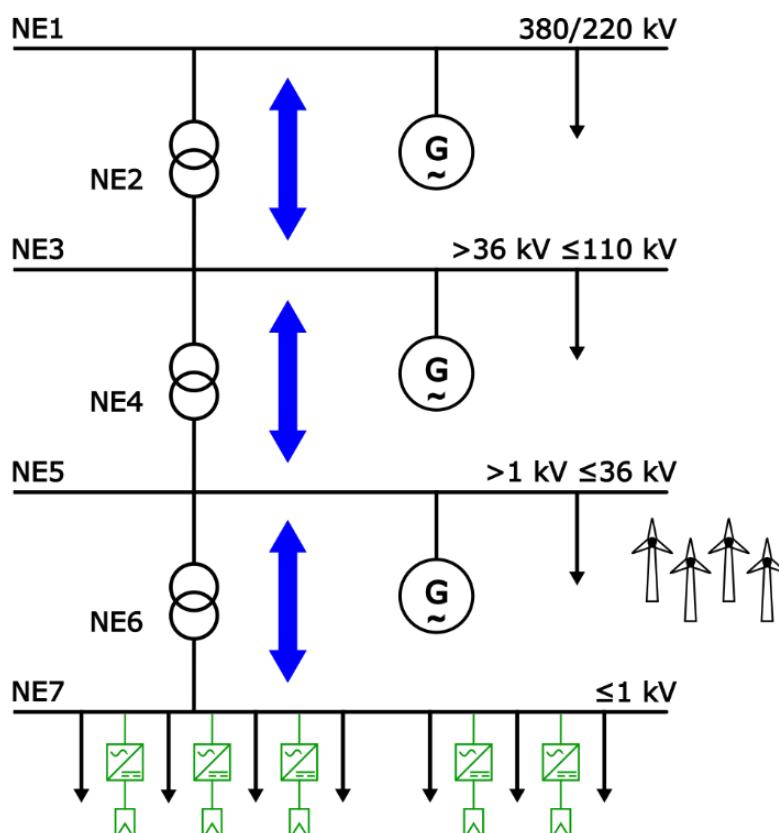 NE1 380/220 kV
G
~
NE2
NE3 >36 kV ≤110 kV
G
~
NE4
NE5 >1 kV ≤36 kV
G
~
NE6
NE7 ≤1 kV